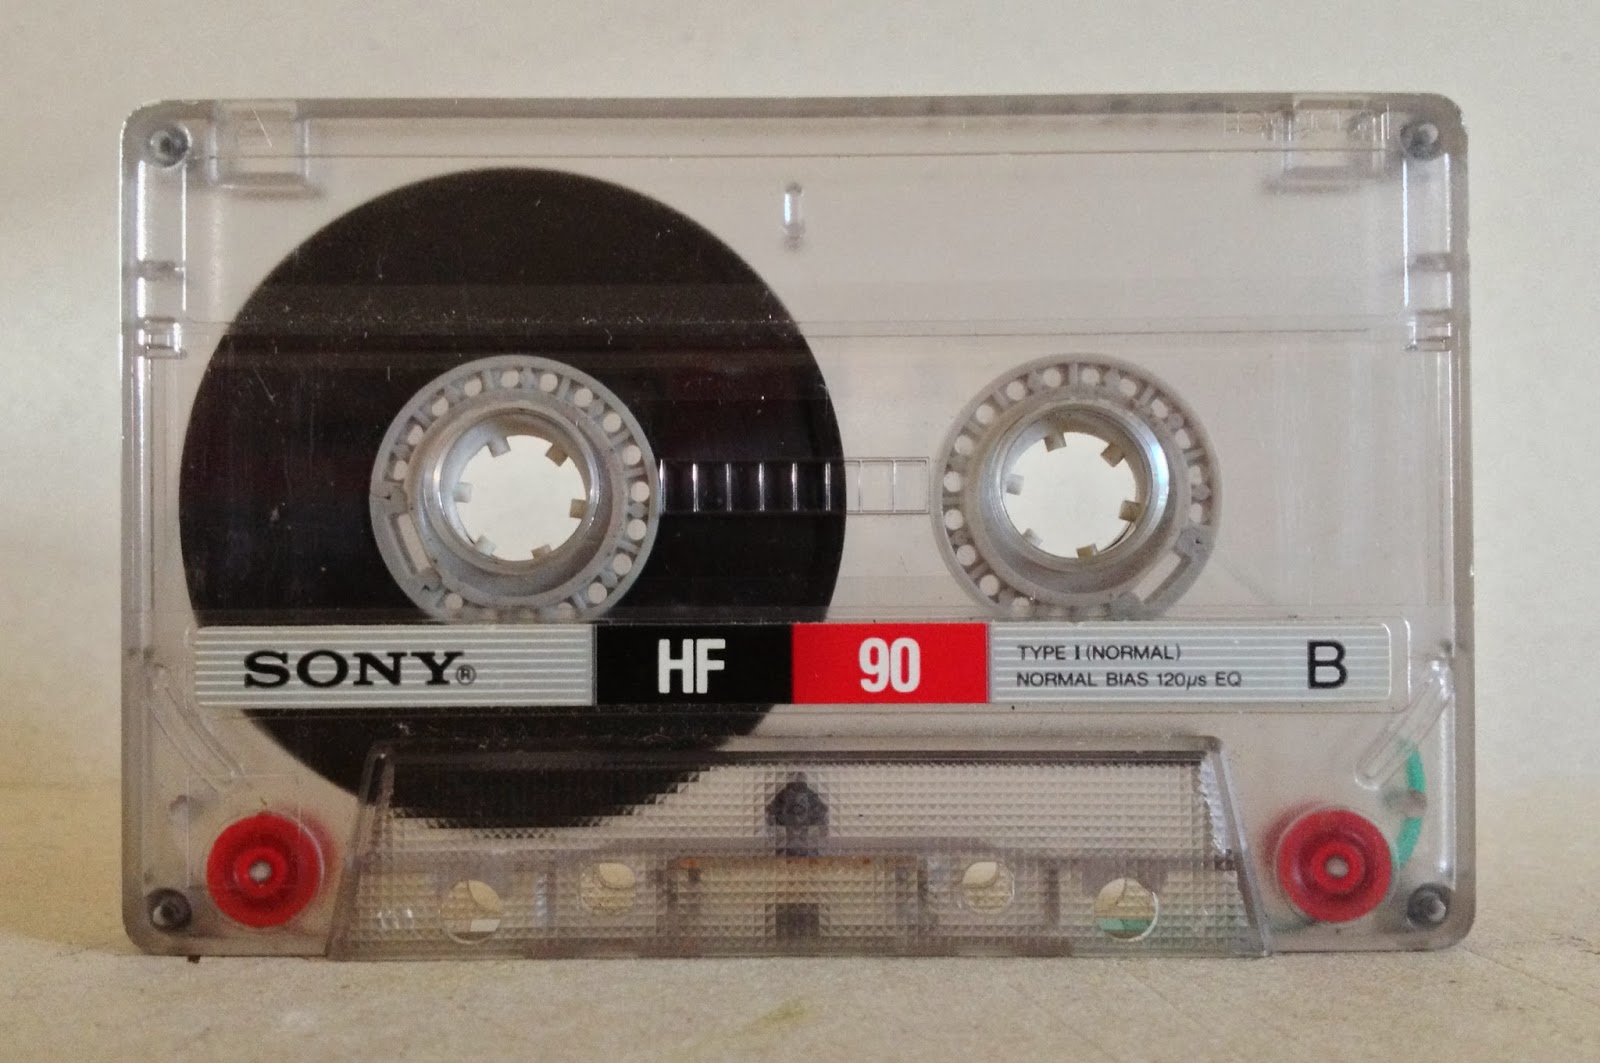 SONY®
HF
90
TYPE I (NORMAL)
NORMAL BIAS 120µs EQ
B